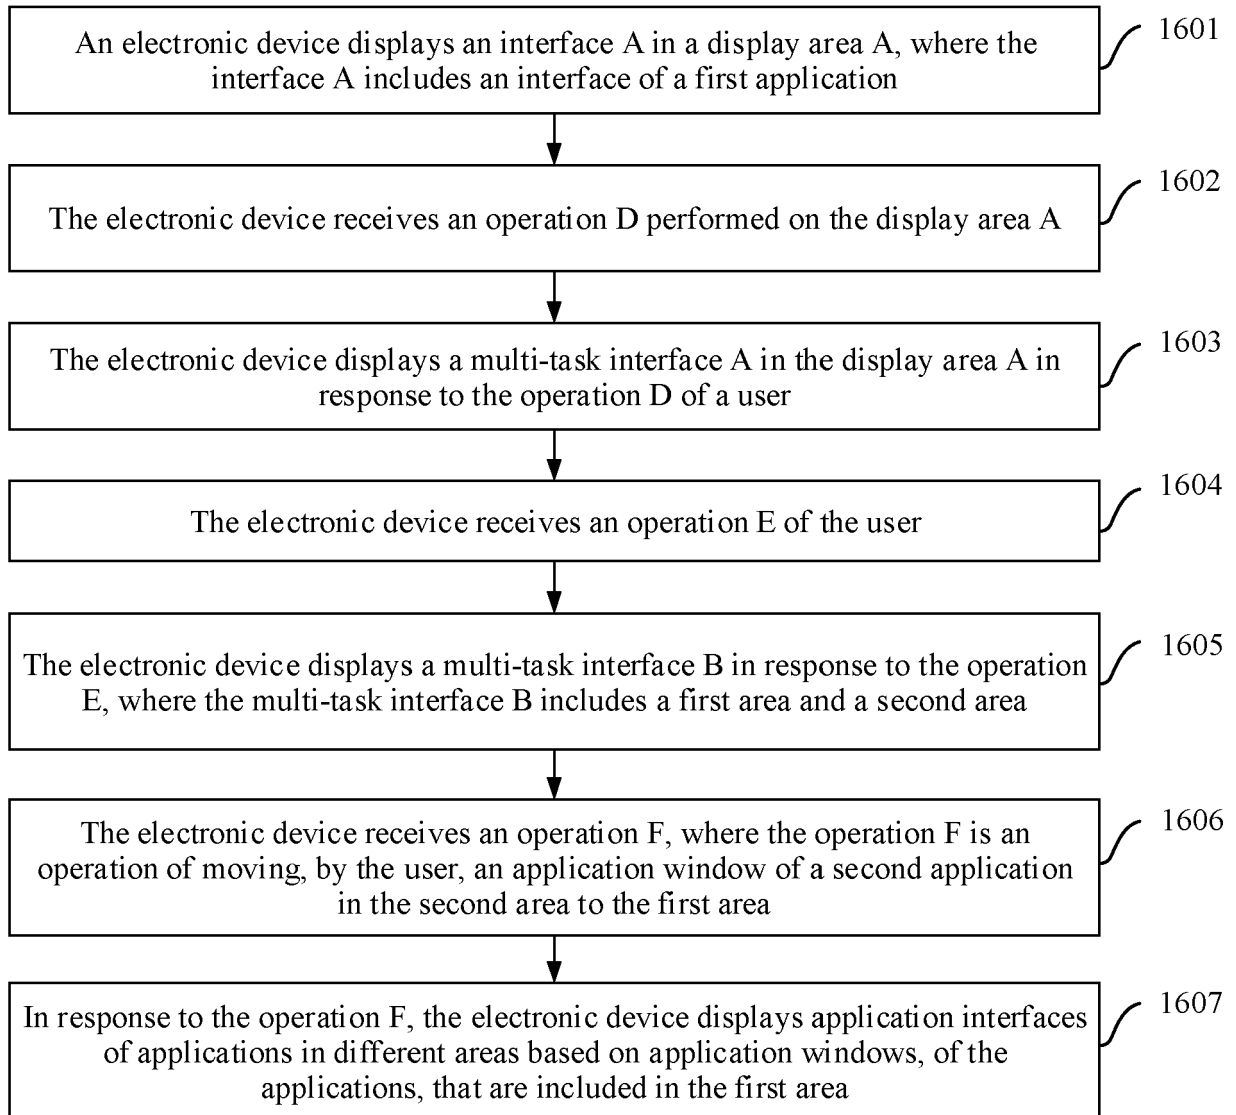 An electronic device displays an interface A in a display area A, where the
interface A includes an interface of a first application
1601
The electronic device receives an operation D performed on the display area A
1602
The electronic device displays a multi-task interface A in the display area A in
response to the operation D of a user
1603
The electronic device receives an operation E of the user
1604
The electronic device displays a multi-task interface B in response to the operation
E, where the multi-task interface B includes a first area and a second area
1605
The electronic device receives an operation F, where the operation F is an
operation of moving, by the user, an application window of a second application
in the second area to the first area
1606
In response to the operation F, the electronic device displays application interfaces
of applications in different areas based on application windows, of the
applications, that are included in the first area
1607